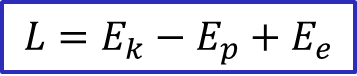 L = E_k − E_p + E_e